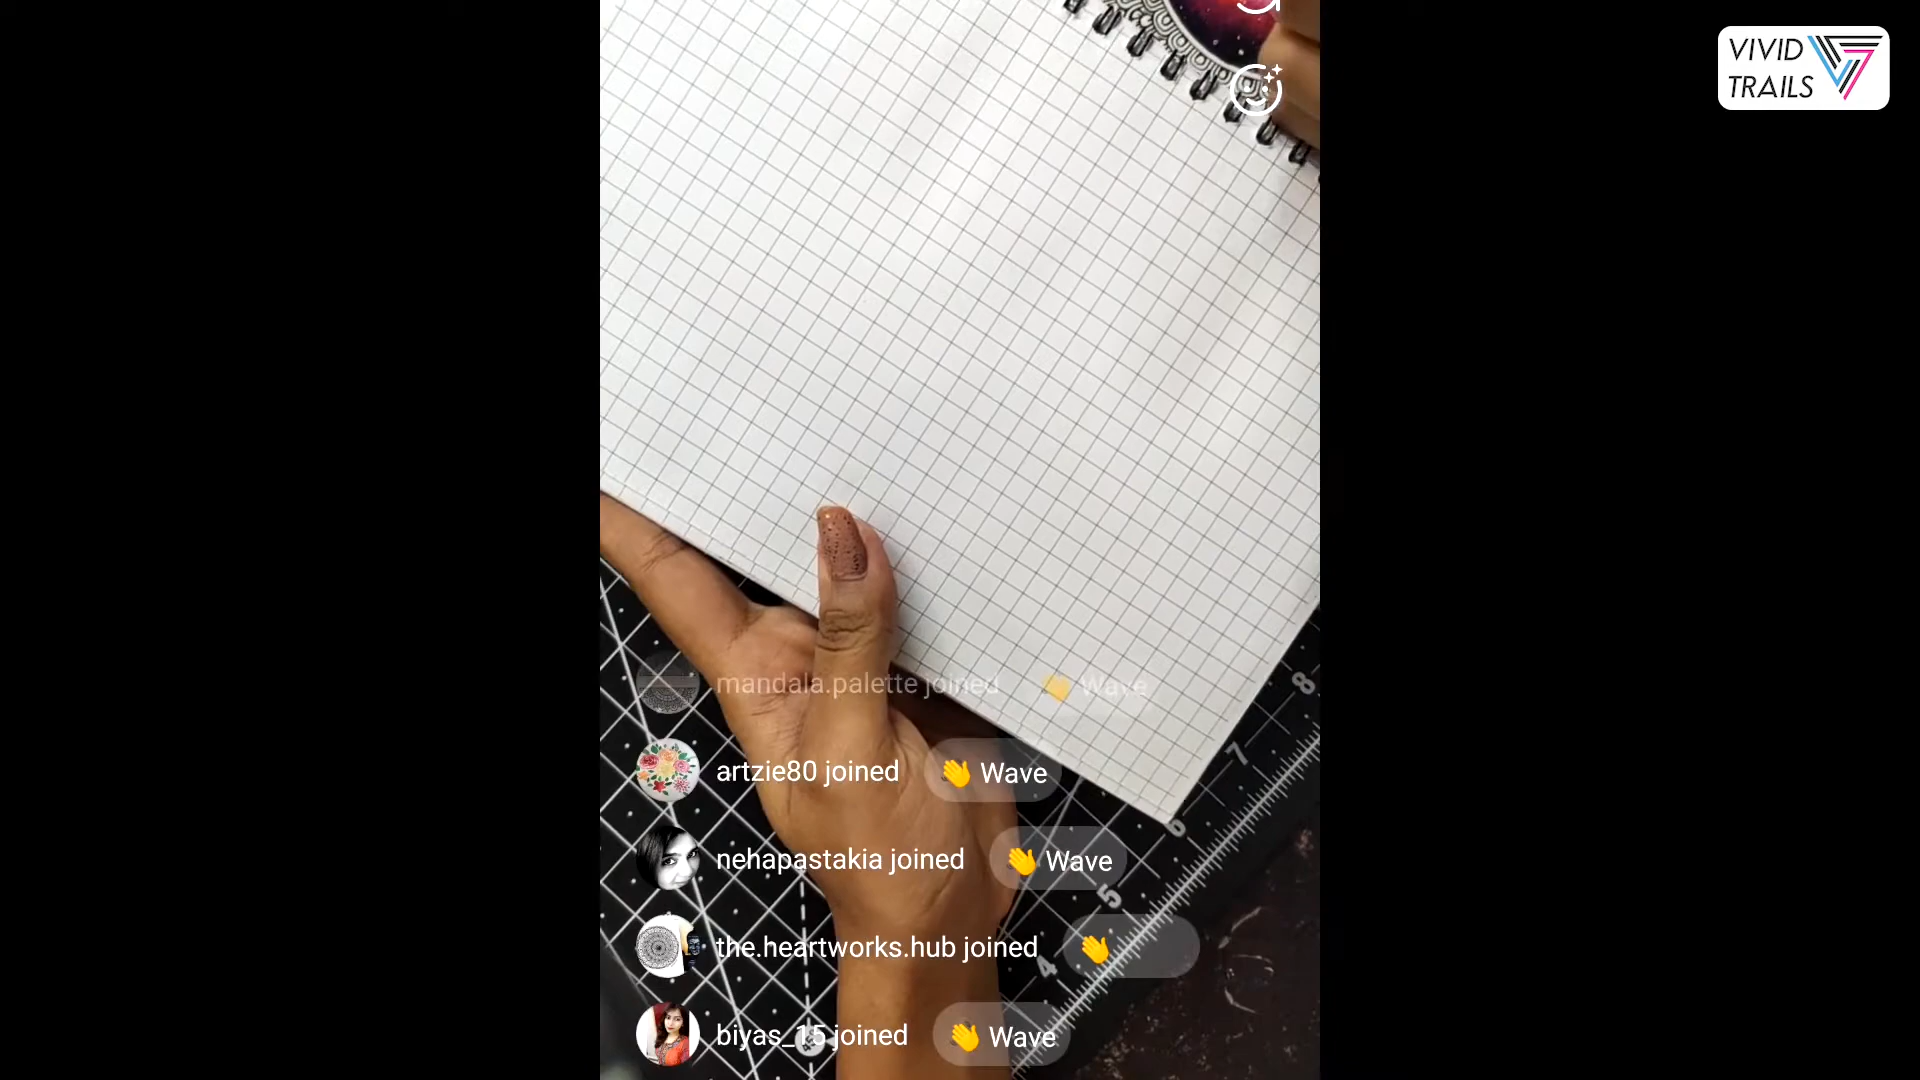 VIVID
TRAILS
mandala.palette joined 👋 Wave
artzie80 joined 👋 Wave
nehapastakia joined 👋 Wave
the.heartworks.hub joined 👋
biyas_15 joined 👋 Wave
8
7
6
5
4